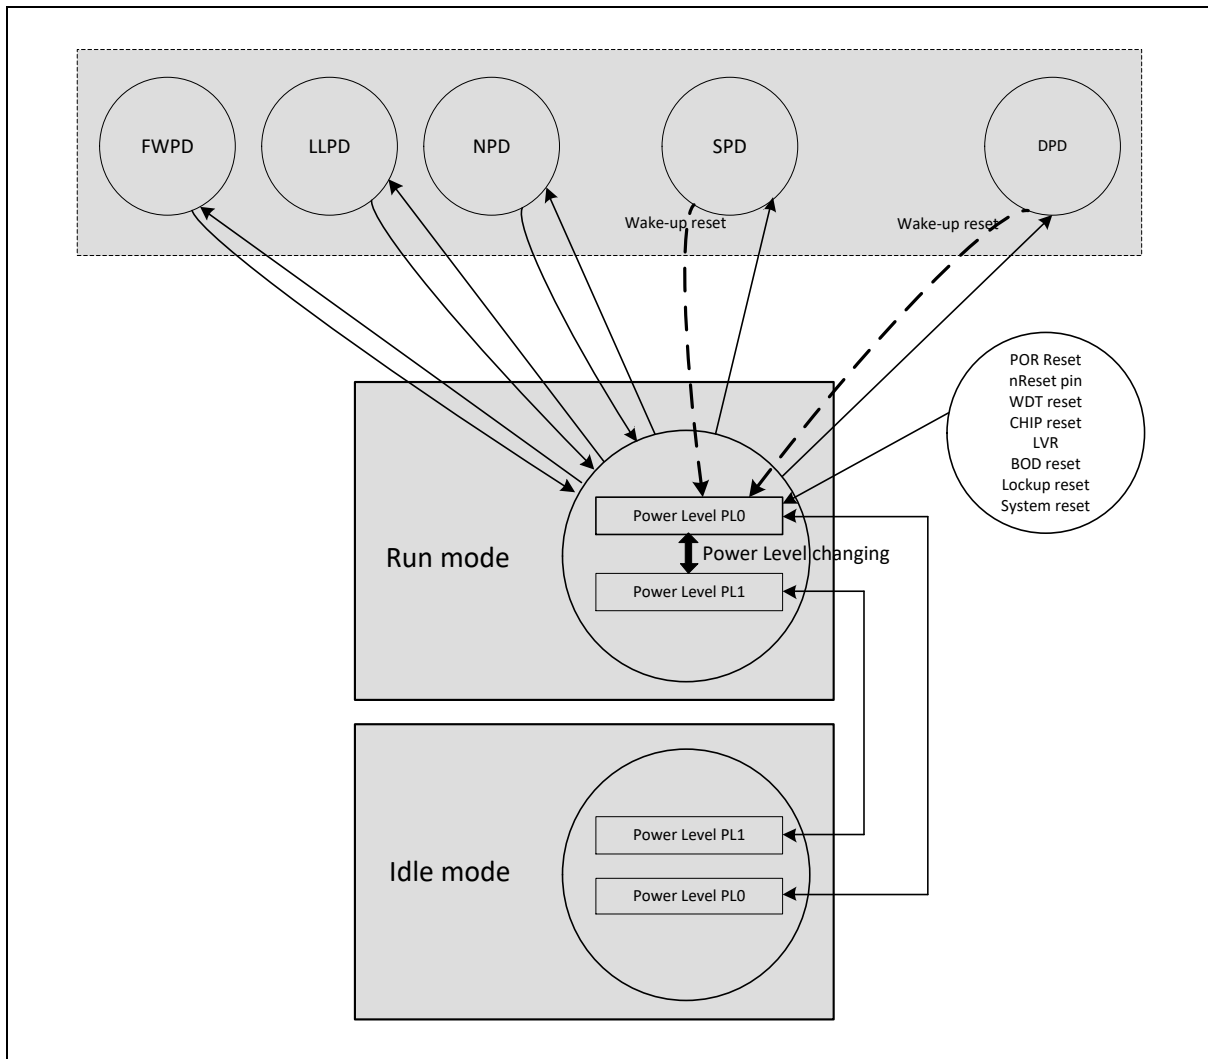 FWPD
LLPD
NPD
SPD
DPD
Wake-up reset
Wake-up reset
POR Reset
nReset pin
WDT reset
CHIP reset
LVR
BOD reset
Lockup reset
System reset
Run mode
Power Level PL0
Power Level changing
Power Level PL1
Idle mode
Power Level PL1
Power Level PL0